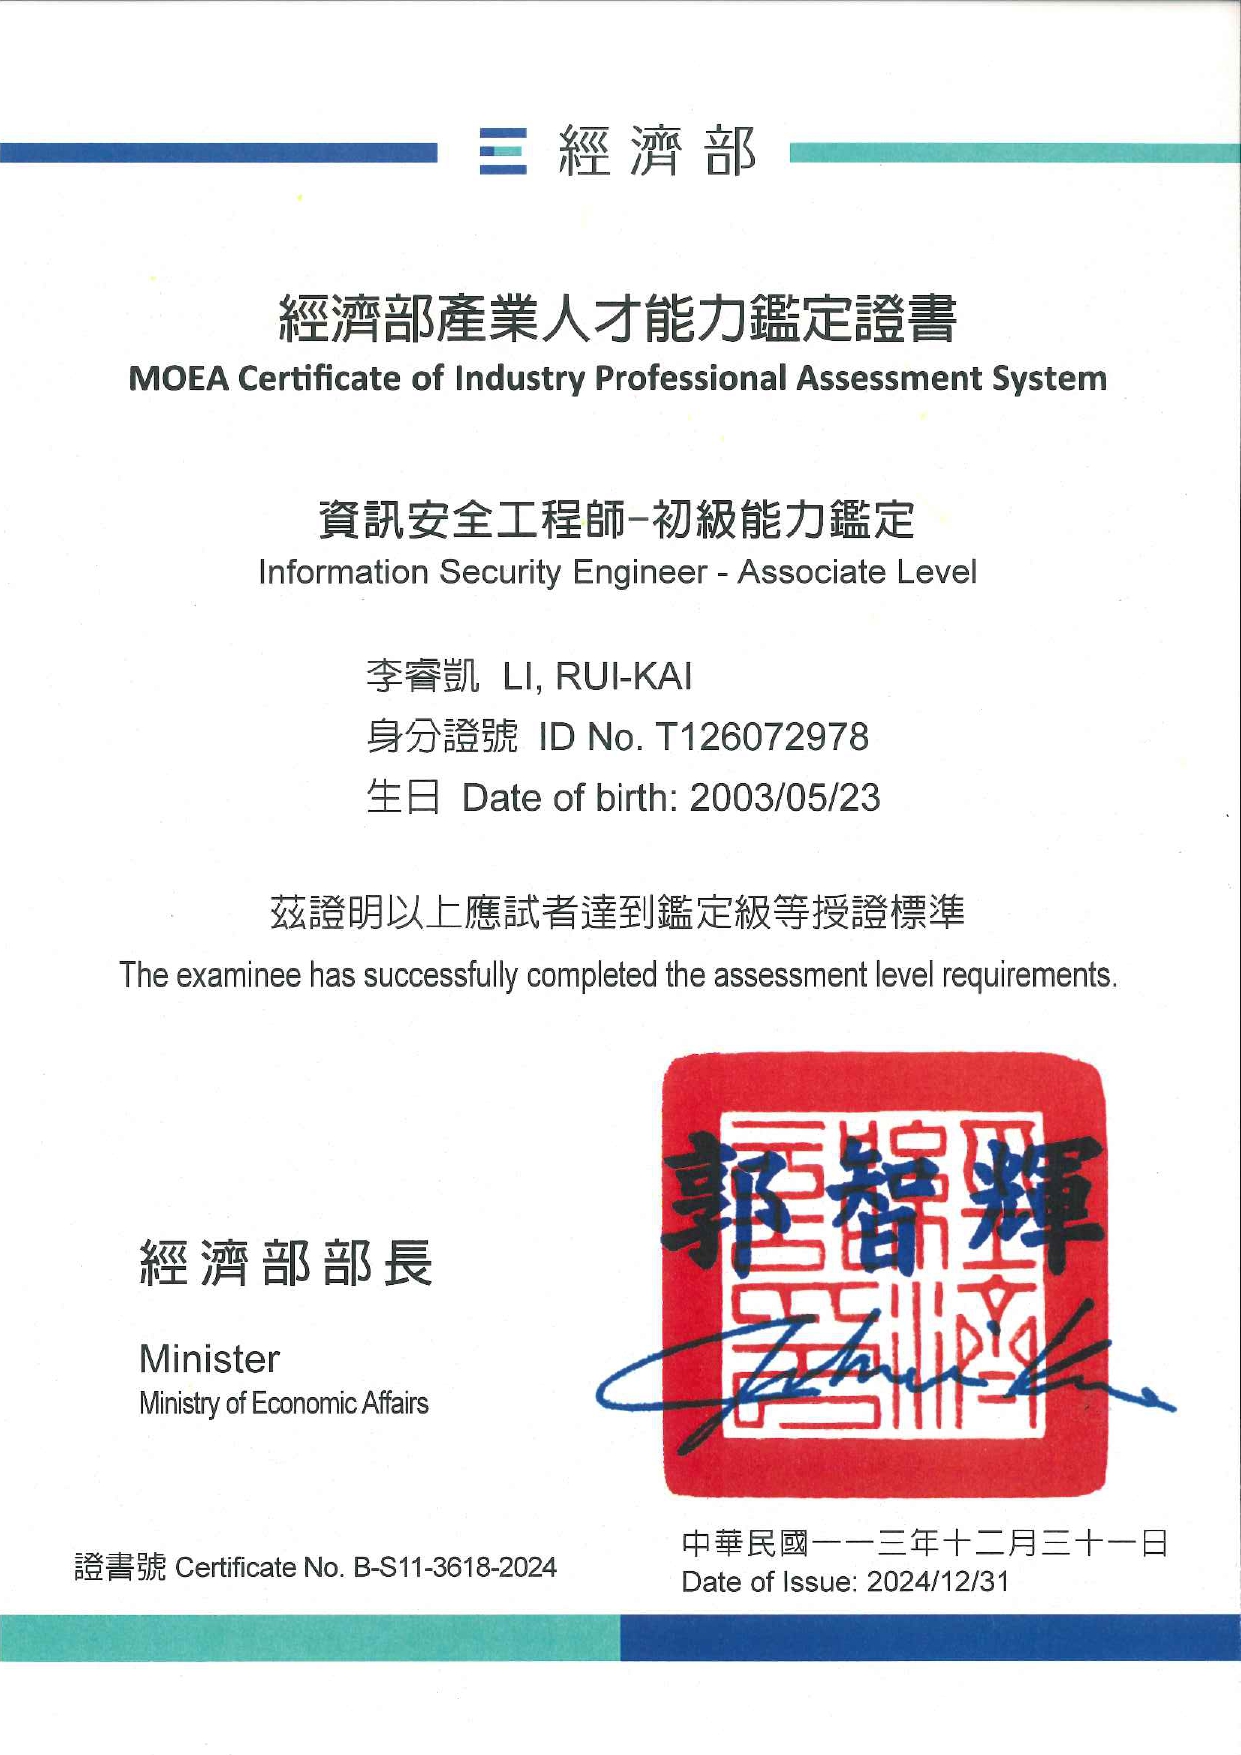 經濟部
經濟部產業人才能力鑑定證書
MOEA Certificate of Industry Professional Assessment System
資訊安全工程師-初級能力鑑定
Information Security Engineer - Associate Level
李睿凱 LI, RUI-KAI
身分證號 ID No. T126072978
生日 Date of birth: 2003/05/23
茲證明以上應試者達到鑑定級等授證標準
The examinee has successfully completed the assessment level requirements.
郭智輝
經濟部部長
Minister
Ministry of Economic Affairs
中華民國一一三年十二月三十一日
證書號 Certificate No. B-S11-3618-2024
Date of Issue: 2024/12/31